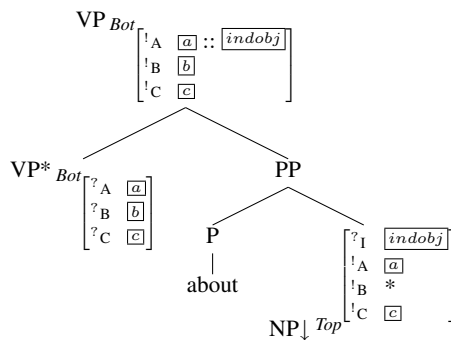 VP Bot [!A [a] :: [indobj]
!B [b]
!C [c]]
VP* Bot [?A [a]
?B [b]
?C [c]]
PP
P
about
NP↓ Top [?I [indobj]
!A [a]
!B *
!C [c]]